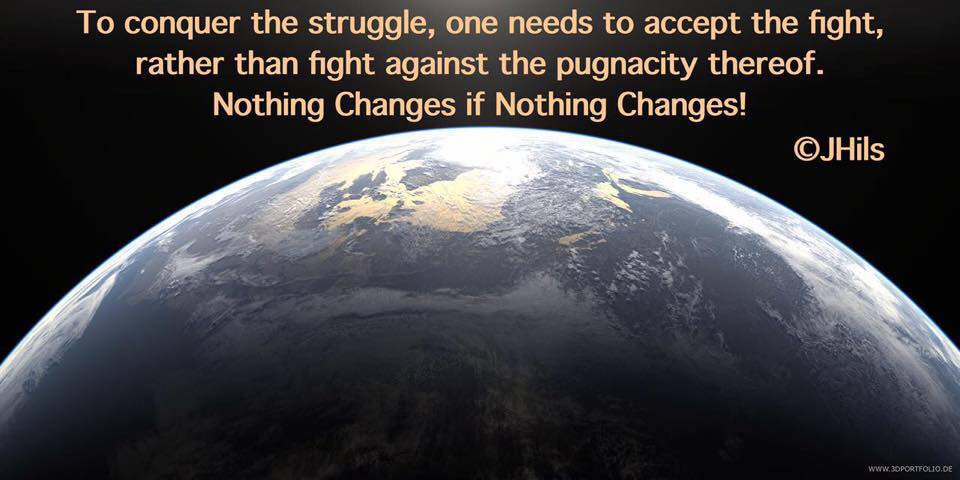 To conquer the struggle, one needs to accept the fight,
rather than fight against the pugnacity thereof.
Nothing Changes if Nothing Changes!
©JHils
WWW.3DPORTFOLIO.DE